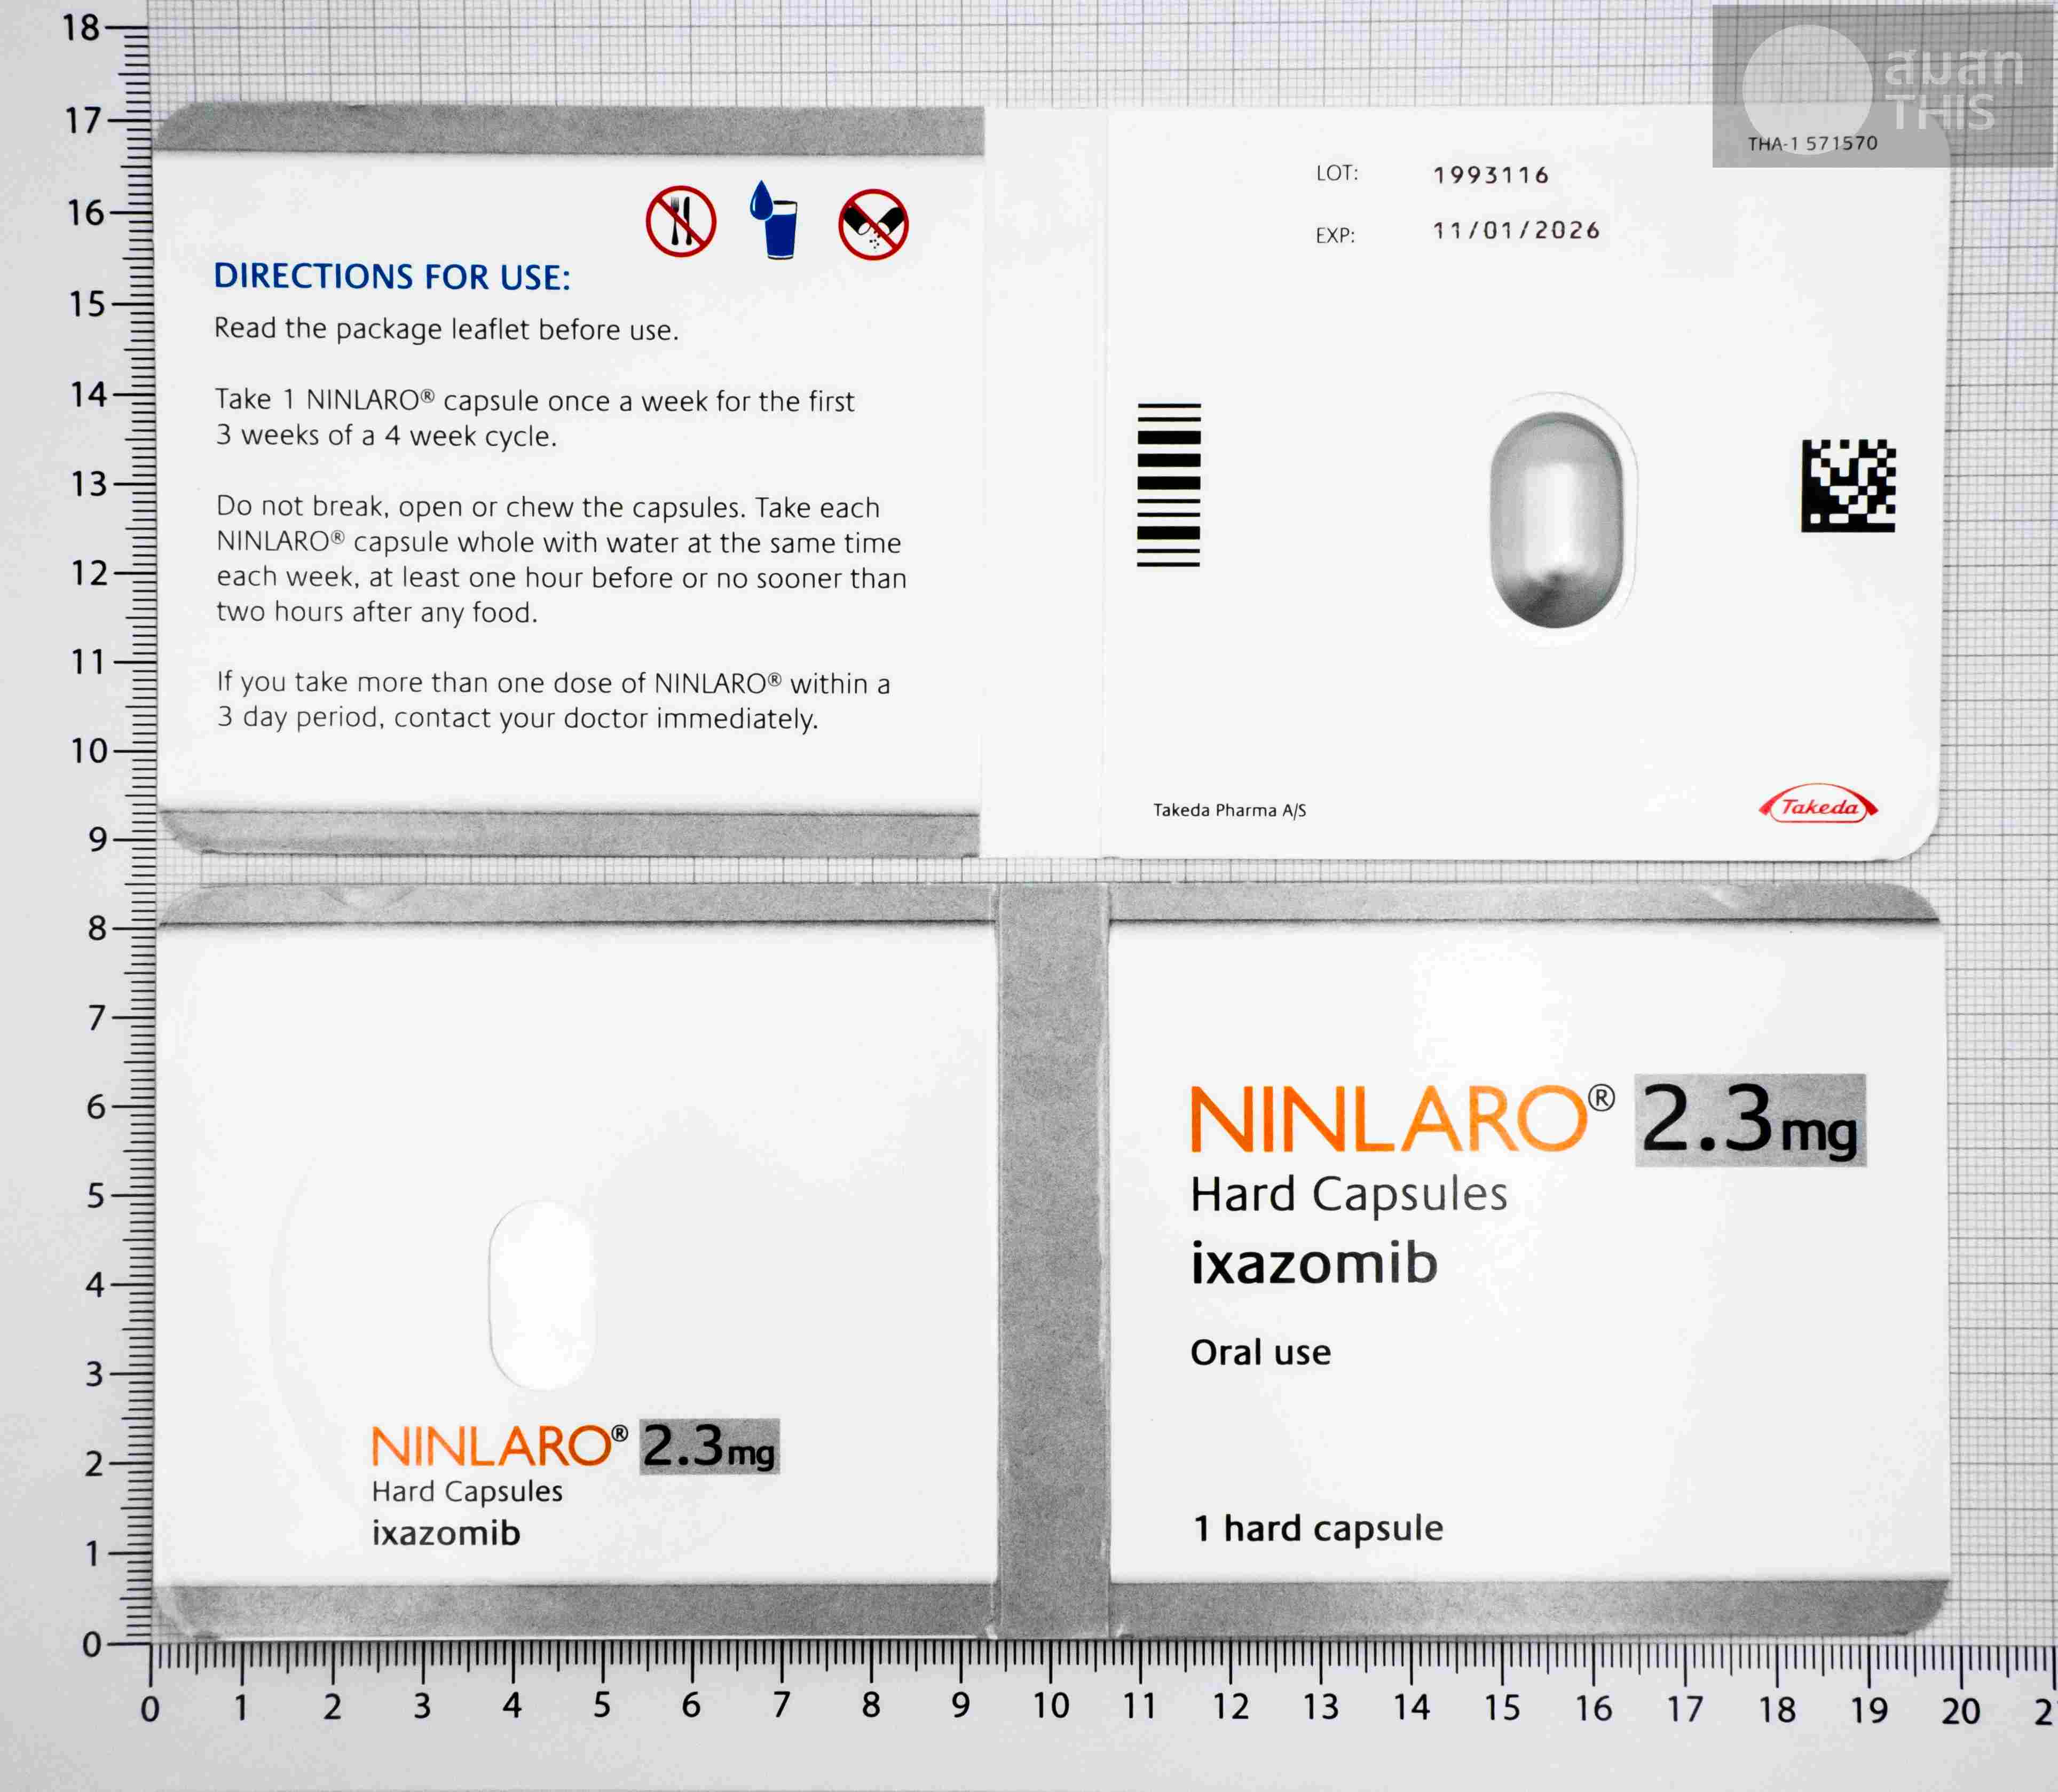 สมาคม
THIS
THA-1 571570
LOT: 1993116
EXP: 11/01/2026
DIRECTIONS FOR USE:
Read the package leaflet before use.
Take 1 NINLARO® capsule once a week for the first
3 weeks of a 4 week cycle.
Do not break, open or chew the capsules. Take each
NINLARO® capsule whole with water at the same time
each week, at least one hour before or no sooner than
two hours after any food.
If you take more than one dose of NINLARO® within a
3 day period, contact your doctor immediately.
Takeda Pharma A/S
Takeda
NINLARO® 2.3 mg
Hard Capsules
ixazomib
NINLARO® 2.3 mg
Hard Capsules
ixazomib
Oral use
1 hard capsule
18
17
16
15
14
13
12
11
10
9
8
7
6
5
4
3
2
1
0
0 1 2 3 4 5 6 7 8 9 10 11 12 13 14 15 16 17 18 19 20